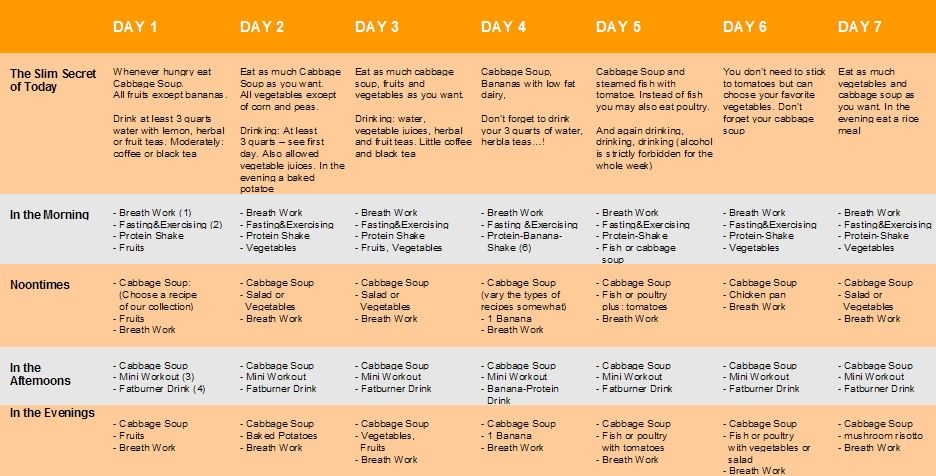 DAY 1
DAY 2
DAY 3
DAY 4
DAY 5
DAY 6
DAY 7
The Slim Secret
of Today
Whenever hungry eat
Cabbage Soup.
All fruits except bananas.
Drink at least 3 quarts
water with lemon, herbal
or fruit teas. Moderately:
coffee or black tea
Eat as much Cabbage
Soup as you want.
All vegetables except
of corn and peas.
Drinking: At least
3 quarts – see first
day. Also allowed
vegetable juices. In the
evening a baked
potatoe
Eat as much cabbage
soup, fruits and
vegetables as you want.
Drinking: water,
vegetable juices, herbal
and fruit teas. Little coffee
and black tea
Cabbage Soup,
Bananas with low fat
dairy,
Don't forget to drink
your 3 quarts of water,
herbla teas...!
Cabbage Soup and
steamed fish with
tomatoe. Instead of fish
you may also eat poultry.
And again drinking,
drinking, drinking (alcohol
is strictly forbidden for the
whole week)
You don't need to stick
to tomatoes but can
choose your favorite
vegetables. Don't
forget your cabbage
soup
Eat as much
vegetables and
cabbage soup as
you want. In the
evening eat a rice
meal
In the Morning
- Breath Work (1)
- Fasting&Exercising (2)
- Protein Shake
- Fruits
- Breath Work
- Fasting&Exercising
- Protein Shake
- Vegetables
- Breath Work
- Fasting&Exercising
- Protein Shake
- Fruits, Vegetables
- Breath Work
- Fasting &Exercising
- Protein-Banana-
Shake (6)
- Breath Work
- Fasting&Exercising
- Protein-Shake
- Fish or cabbage
soup
- Breath Work
- Fasting&Exercising
- Protein-Shake
- Vegetables
- Breath Work
- Fasting&Exercising
- Protein-Shake
- Vegetables
Noontimes
- Cabbage Soup:
(Choose a recipe
of our collection)
- Fruits
- Breath Work
- Cabbage Soup
- Salad or
Vegetables
- Breath Work
- Cabbage Soup
- Salad or
Vegetables
- Breath Work
- Cabbage Soup
(vary the types of
recipes somewhat)
- 1 Banana
- Breath Work
- Cabbage Soup
- Fish or poultry
plus: tomatoes
- Breath Work
- Cabbage Soup
- Chicken pan
- Breath Work
- Cabbage Soup
- Salad or
Vegetables
- Breath Work
In the
Afternoons
- Cabbage Soup
- Mini Workout (3)
- Fatburner Drink (4)
- Cabbage Soup
- Mini Workout
- Fatburner Drink
- Cabbage Soup
- Mini Workout
- Fatburner Drink
- Cabbage Soup
- Mini Workout
- Banana-Protein
Drink
- Cabbage Soup
- Mini Workout
- Fatburner Drink
- Cabbage Soup
- Mini Workout
- Fatburner Drink
- Cabbage Soup
- Mini Workout
- Fatburner Drink
In the Evenings
- Cabbage Soup
- Fruits
- Breath Work
- Cabbage Soup
- Baked Potatoes
- Breath Work
- Cabbage Soup
- Vegetables,
Fruits
- Breath Work
- Cabbage Soup
- 1 Banana
- Breath Work
- Cabbage Soup
- Fish or poultry
with tomatoes
- Breath Work
- Cabbage Soup
- Fish or poultry
with vegetables or
salad
- Breath Work
- Cabbage Soup
- mushroom risotto
- Breath Work